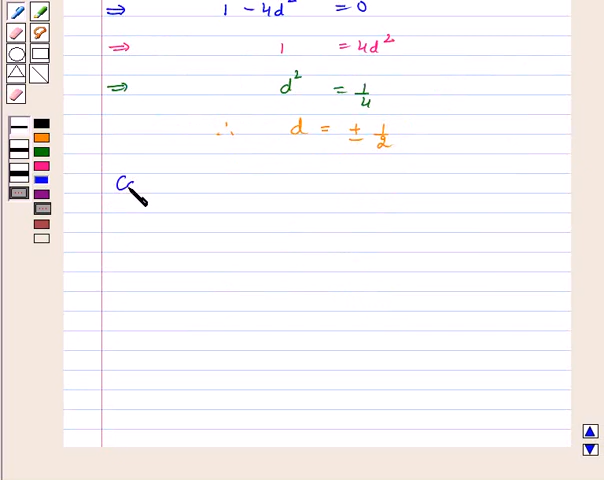 ⇒ 1 - 4d² = 0
⇒ 1 = 4d²
⇒ d² = 1/4
∴ d = ± 1/2